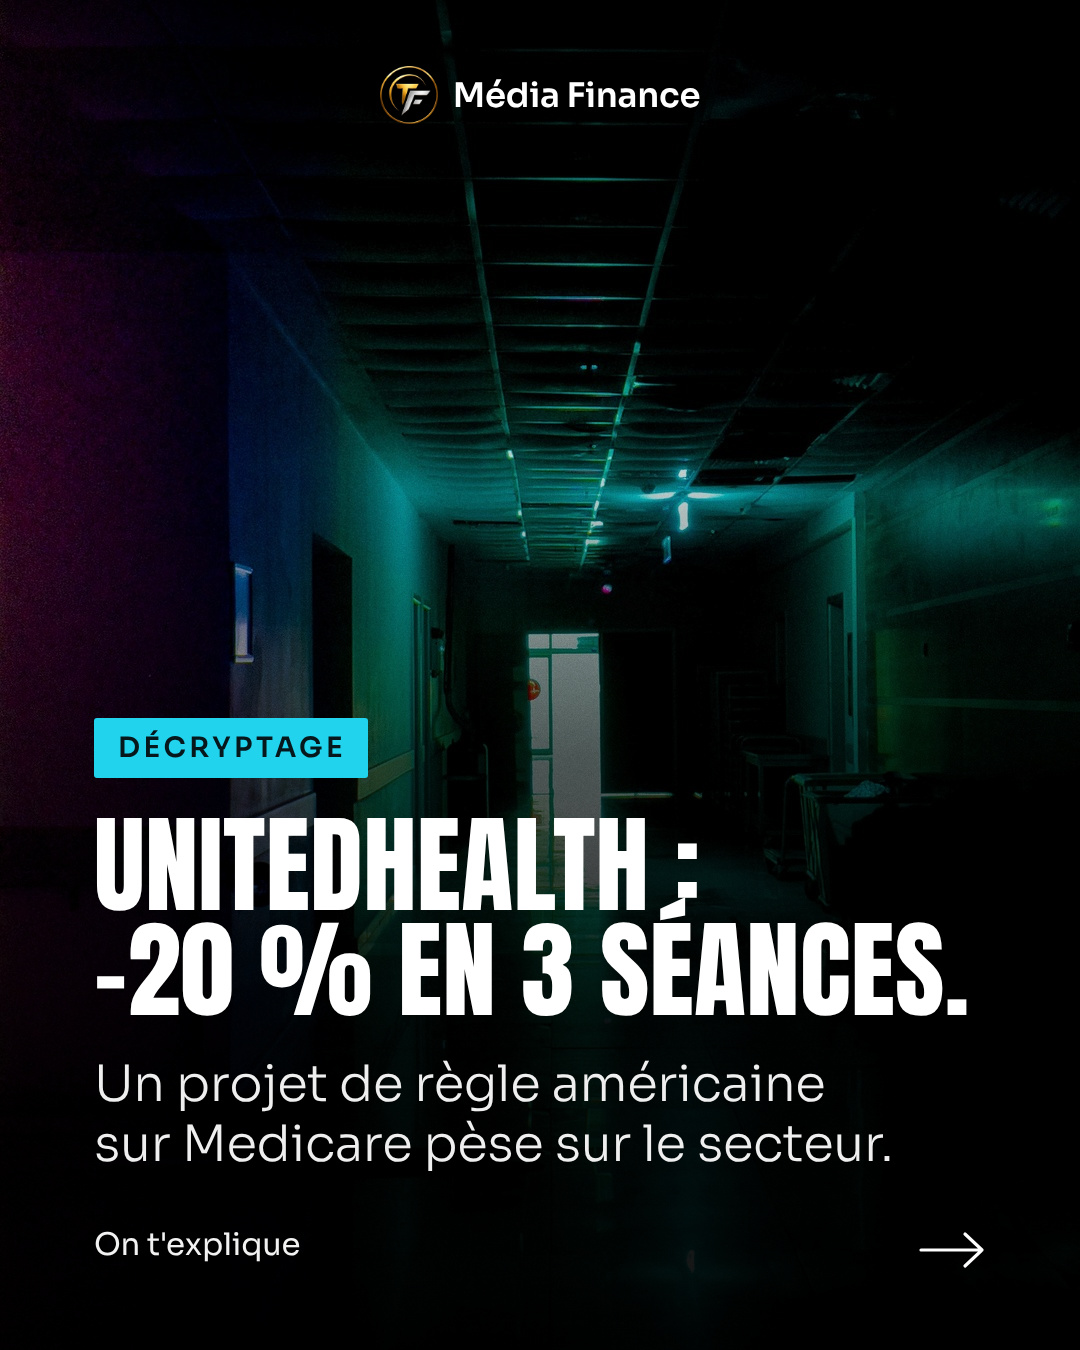 TF Média Finance
DÉCRYPTAGE
UNITEDHEALTH :
-20 % EN 3 SÉANCES.
Un projet de règle américaine
sur Medicare pèse sur le secteur.
On t'explique